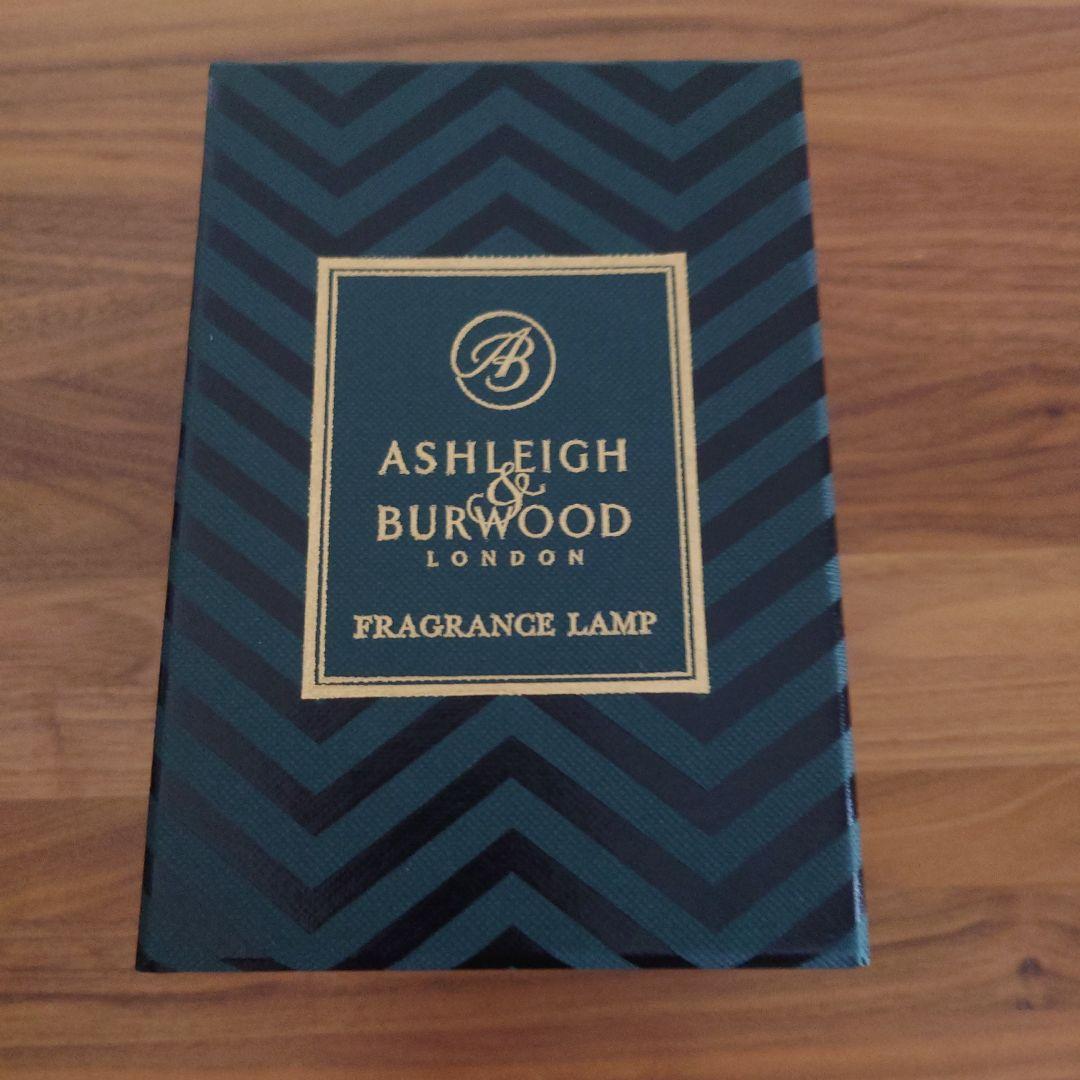 AB
ASHLEIGH
&
BURWOOD
LONDON
FRAGRANCE LAMP